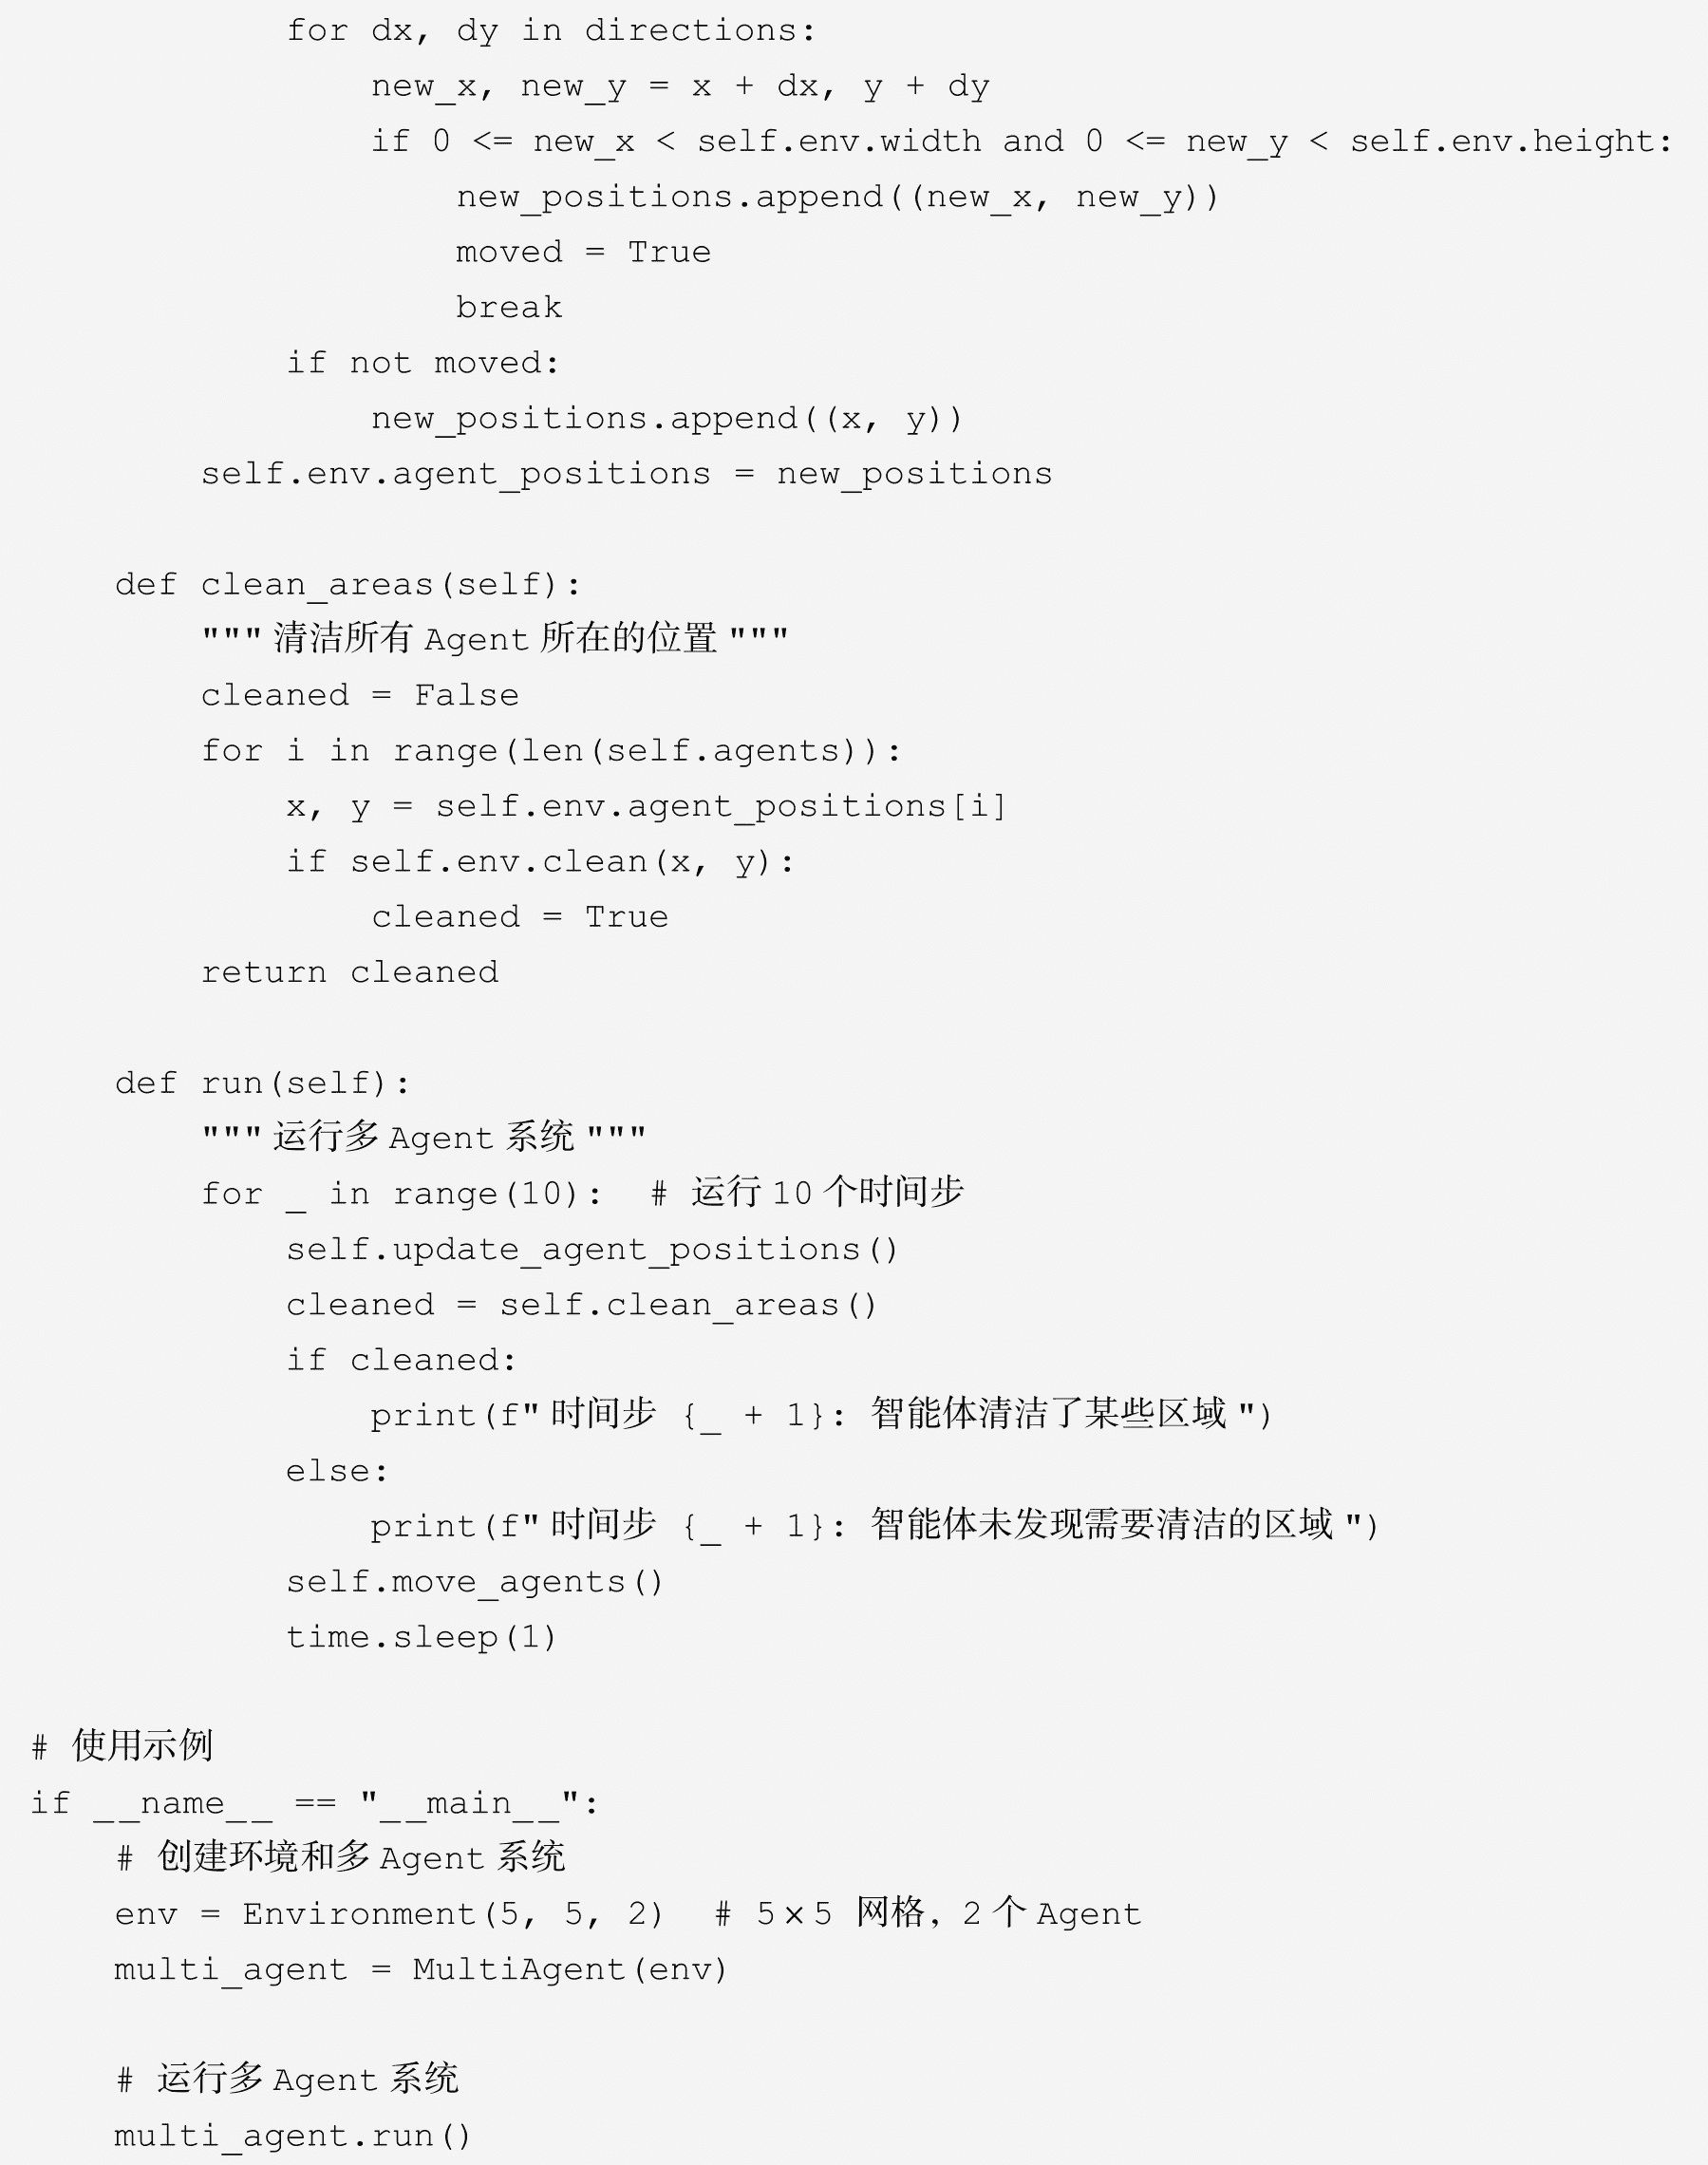 for dx, dy in directions:
new_x, new_y = x + dx, y + dy
if 0 <= new_x < self.env.width and 0 <= new_y < self.env.height:
new_positions.append((new_x, new_y))
moved = True
break
if not moved:
new_positions.append((x, y))
self.env.agent_positions = new_positions
def clean_areas(self):
"""清洁所有 Agent 所在的位置"""
cleaned = False
for i in range(len(self.agents)):
x, y = self.env.agent_positions[i]
if self.env.clean(x, y):
cleaned = True
return cleaned
def run(self):
"""运行多 Agent 系统"""
for _ in range(10):  # 运行 10 个时间步
self.update_agent_positions()
cleaned = self.clean_areas()
if cleaned:
print(f"时间步 {_ + 1}: 智能体清洁了某些区域")
else:
print(f"时间步 {_ + 1}: 智能体未发现需要清洁的区域")
self.move_agents()
time.sleep(1)
# 使用示例
if __name__ == "__main__":
# 创建环境和多 Agent 系统
env = Environment(5, 5, 2)  # 5×5 网格, 2 个 Agent
multi_agent = MultiAgent(env)
# 运行多 Agent 系统
multi_agent.run()